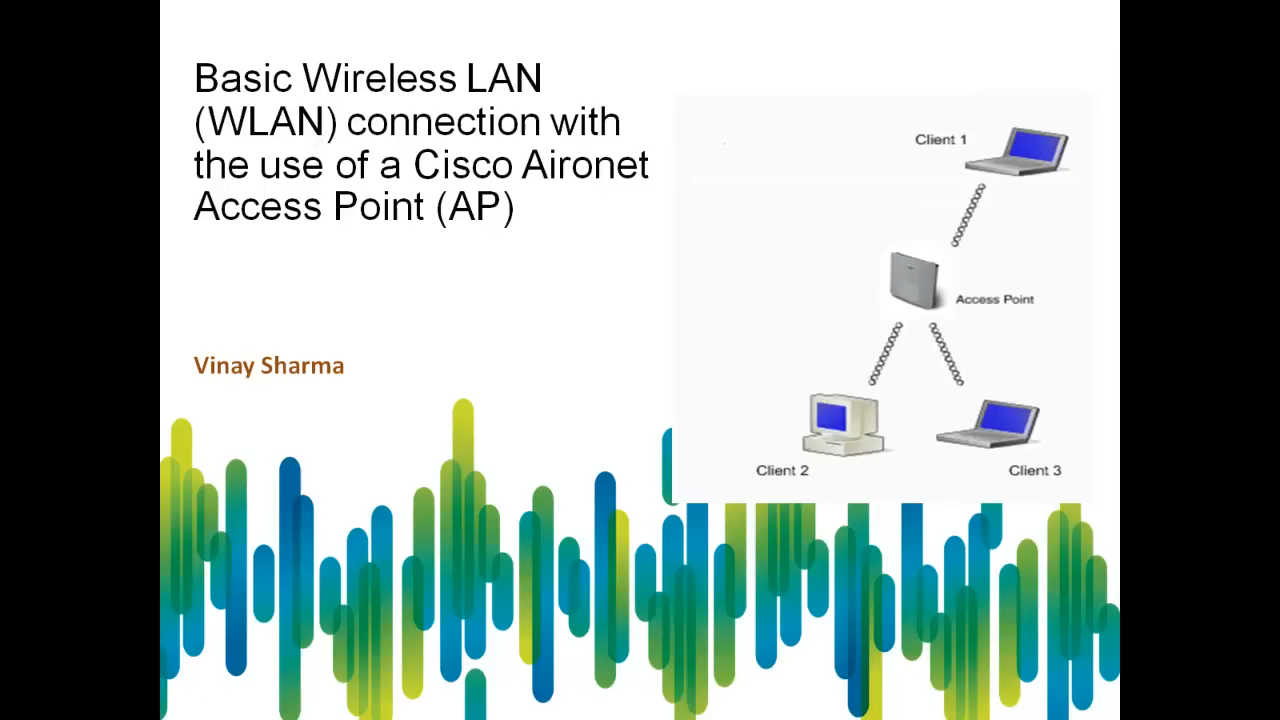 Basic Wireless LAN
(WLAN) connection with
the use of a Cisco Aironet
Access Point (AP)
Vinay Sharma
Client 1
Access Point
Client 2
Client 3